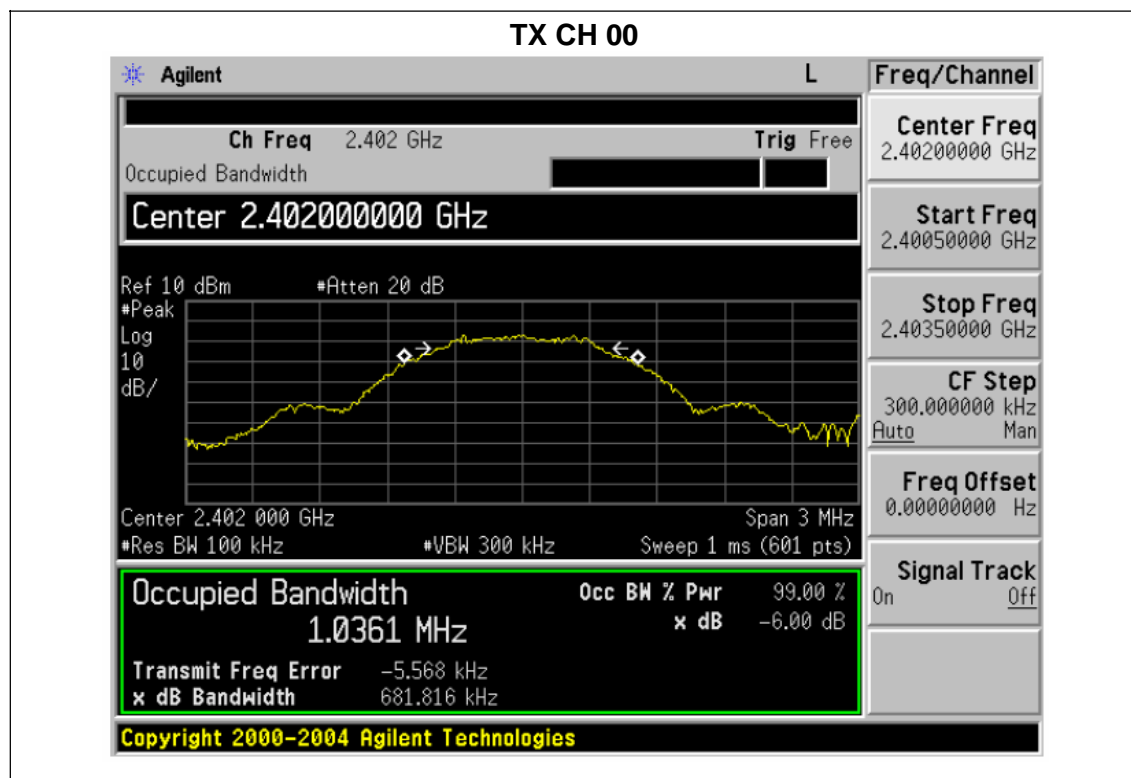 TX CH 00
Agilent L Freq/Channel
Ch Freq 2.402 GHz Trig Free
Occupied Bandwidth
Center 2.402000000 GHz
Ref 10 dBm #Atten 20 dB
#Peak
Log
10
dB/
Center 2.402 000 GHz Span 3 MHz
#Res BW 100 kHz #VBW 300 kHz Sweep 1 ms (601 pts)
Occupied Bandwidth Occ BW % Pwr 99.00 %
1.0361 MHz x dB -6.00 dB
Transmit Freq Error -5.568 kHz
x dB Bandwidth 681.816 kHz
Center Freq
2.40200000 GHz
Start Freq
2.40050000 GHz
Stop Freq
2.40350000 GHz
CF Step
300.000000 kHz
Auto Man
Freq Offset
0.00000000 Hz
Signal Track
On Off
Copyright 2000-2004 Agilent Technologies